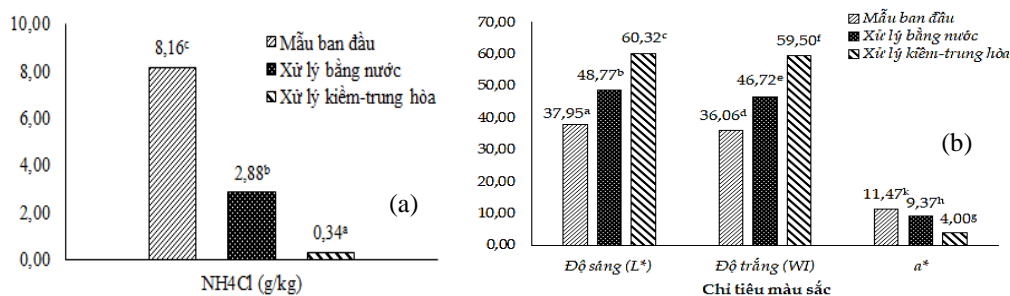 10,00
8,00
6,00
4,00
2,00
0,00
8,16ᶜ
2,88ᵇ
0,34ᵃ
Mẫu ban đầu
Xử lý bằng nước
Xử lý kiềm-trung hòa
(a)
NH4Cl (g/kg)
70,00
60,00
50,00
40,00
30,00
20,00
10,00
0,00
37,95ᵃ
48,77ᵇ
60,32ᶜ
36,06ᵈ
46,72ᵉ
59,50ᶠ
11,47ᵏ
9,37ʰ
4,00ᵍ
Mẫu ban đầu
Xử lý bằng nước
Xử lý kiềm-trung hòa
(b)
Độ sáng (L*)
Độ trắng (WI)
a*
Chỉ tiêu màu sắc